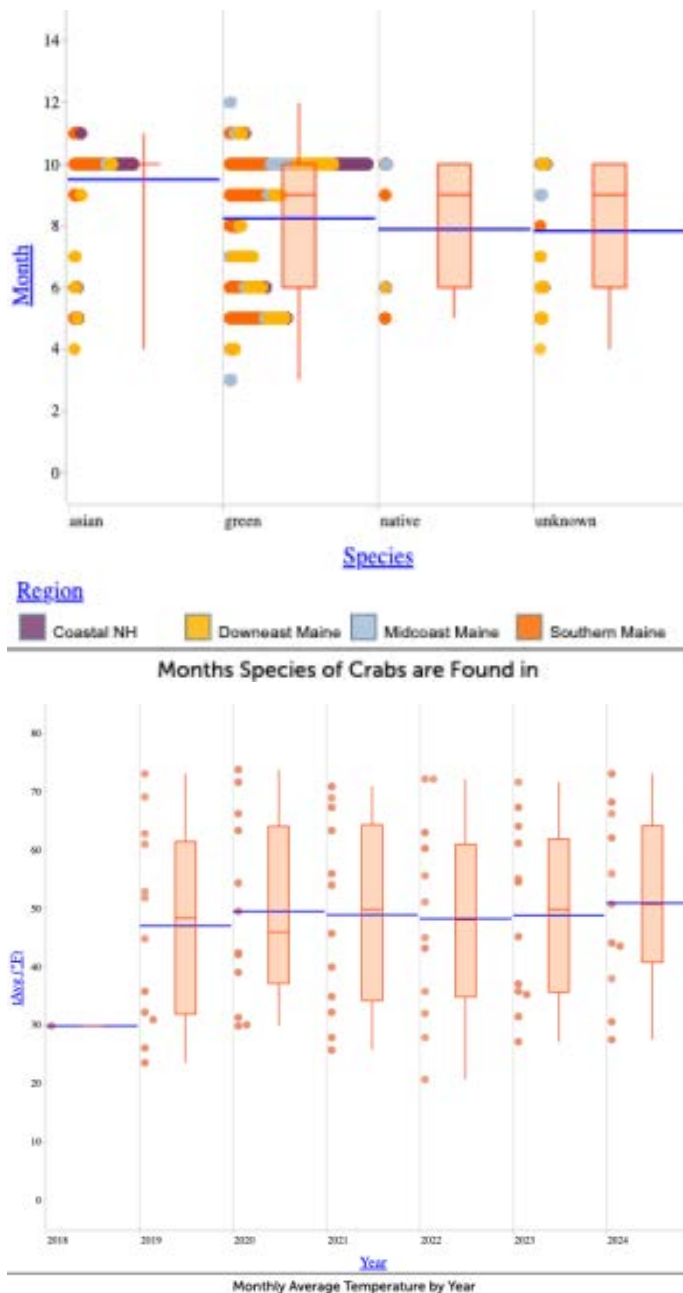 14
12
10
8
6
4
2
0
Month
asian green native unknown
Species
Region
Coastal NH Downeast Maine Midcoast Maine Southern Maine
Months Species of Crabs are Found in
80
70
60
50
40
30
20
10
0
tAvg (°F)
2018 2019 2020 2021 2022 2023 2024
Year
Monthly Average Temperature by Year